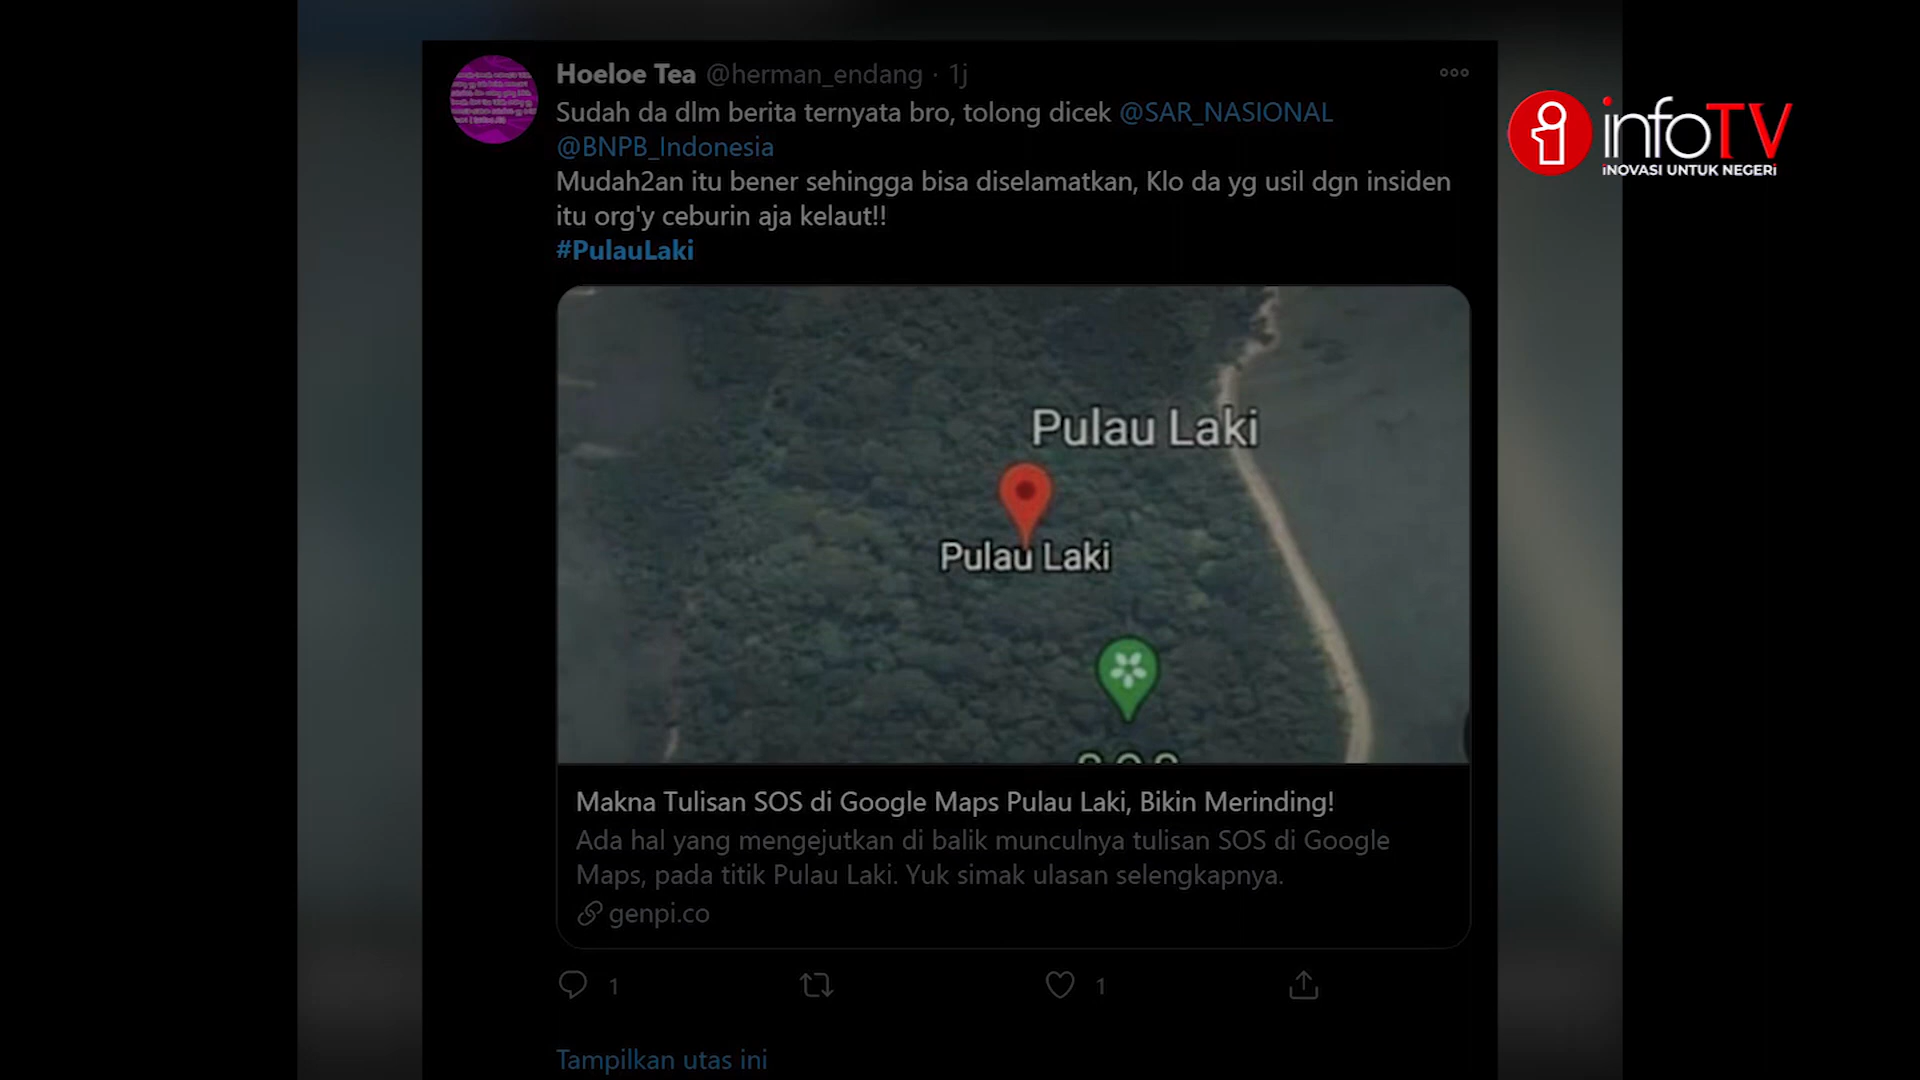 Hoeloe Tea @herman_endang · 1j
Sudah da dlm berita ternyata bro, tolong dicek @SAR_NASIONAL
@BNPB_Indonesia
Mudah2an itu bener sehingga bisa diselamatkan, Klo da yg usil dgn insiden
itu org'y ceburin aja kelaut!!
#PulauLaki
infoTV
iNOVASI UNTUK NEGERi
Pulau Laki
Pulau Laki
SOS
Makna Tulisan SOS di Google Maps Pulau Laki, Bikin Merinding!
Ada hal yang mengejutkan di balik munculnya tulisan SOS di Google
Maps, pada titik Pulau Laki. Yuk simak ulasan selengkapnya.
genpi.co
1
1
Tampilkan utas ini